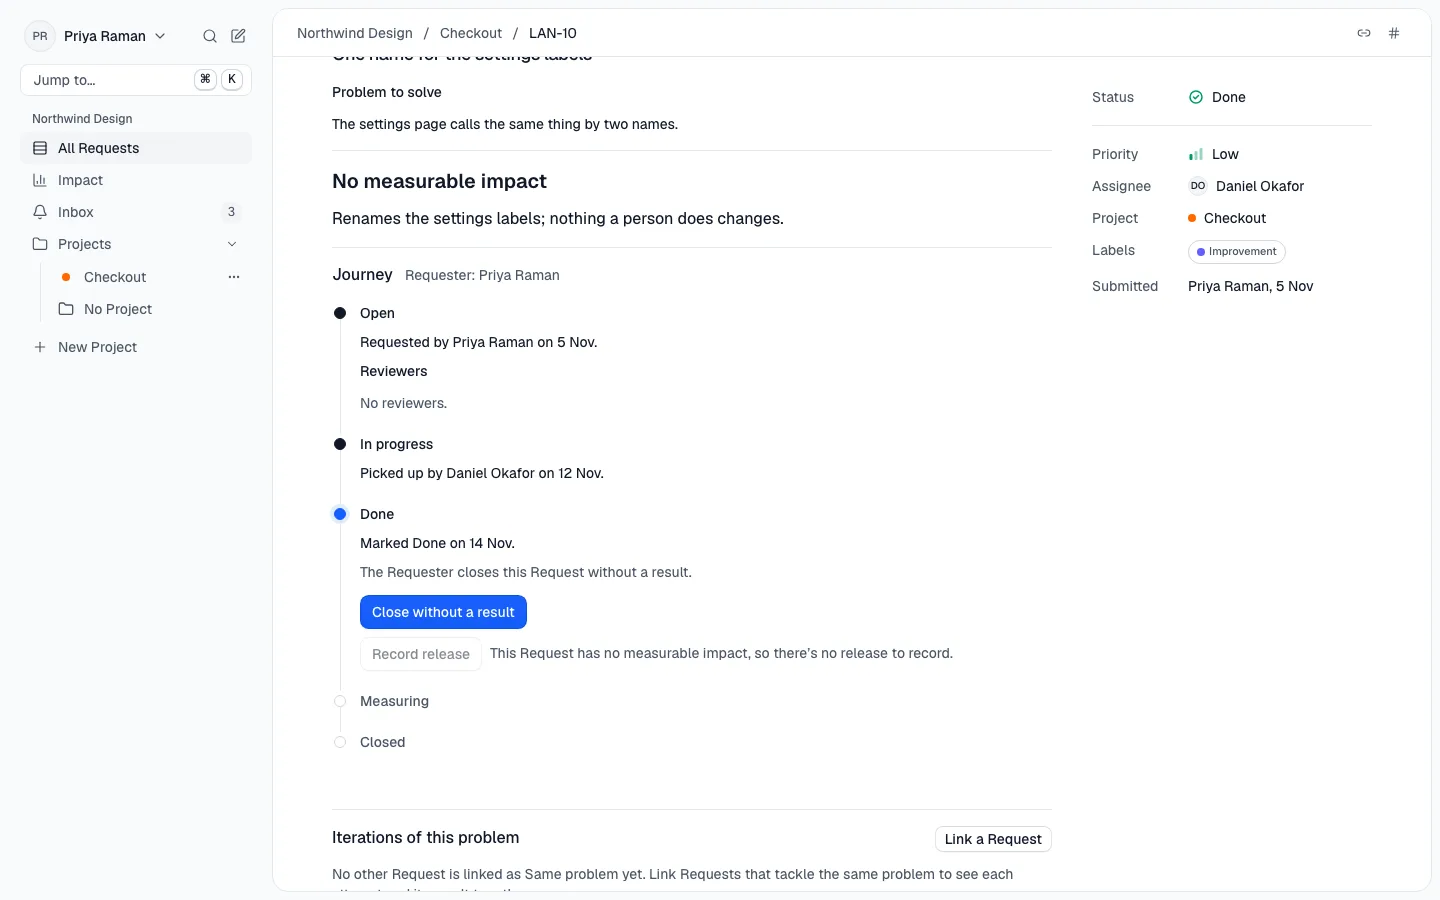 PR
Priya Raman
Jump to...
⌘ K
Northwind Design
All Requests
Impact
Inbox
3
Projects
Checkout
No Project
New Project
Northwind Design / Checkout / LAN-10
One name for the settings labels
Problem to solve
The settings page calls the same thing by two names.
No measurable impact
Renames the settings labels; nothing a person does changes.
Journey Requester: Priya Raman
Open
Requested by Priya Raman on 5 Nov.
Reviewers
No reviewers.
In progress
Picked up by Daniel Okafor on 12 Nov.
Done
Marked Done on 14 Nov.
The Requester closes this Request without a result.
Close without a result
Record release This Request has no measurable impact, so there’s no release to record.
Measuring
Closed
Iterations of this problem
Link a Request
No other Request is linked as Same problem yet. Link Requests that tackle the same problem to see each
Status Done
Priority Low
Assignee DO Daniel Okafor
Project Checkout
Labels Improvement
Submitted Priya Raman, 5 Nov